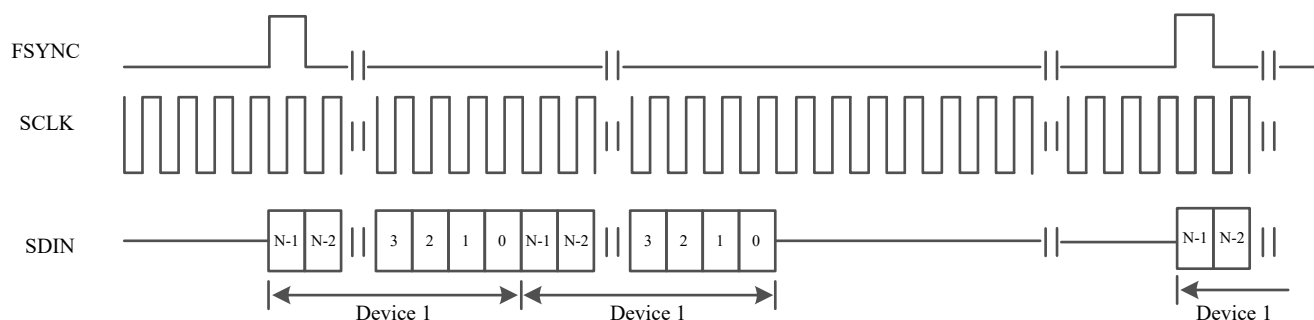 FSYNC
SCLK
SDIN
N-1 N-2 3 2 1 0 N-1 N-2 3 2 1 0 N-1 N-2
Device 1 Device 1 Device 1